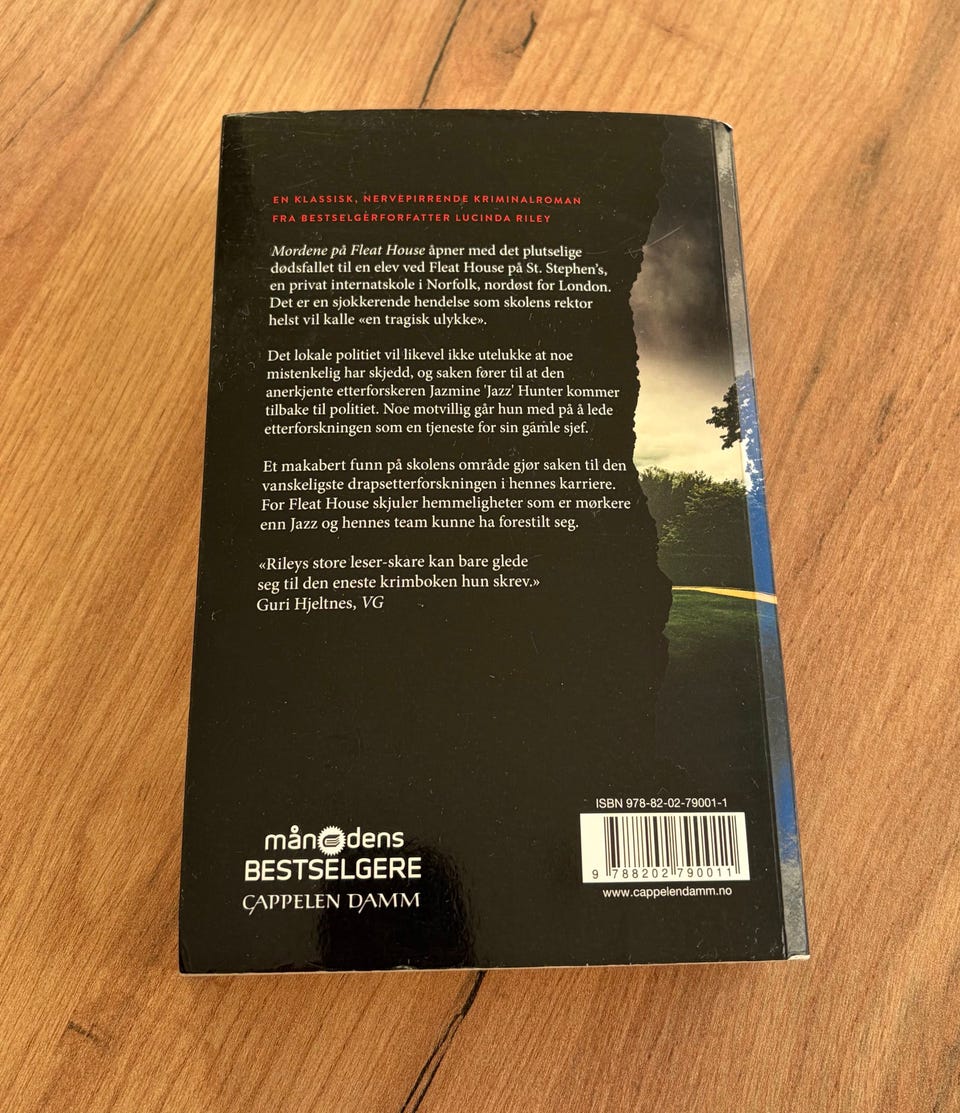 EN KLASSISK, NERVEPIRRENDE KRIMINALROMAN
FRA BESTSELGERFORFATTER LUCINDA RILEY
Mordene på Fleat House åpner med det plutselige
dødsfallet til en elev ved Fleat House på St. Stephen's,
en privat internatskole i Norfolk, nordøst for London.
Det er en sjokkerende hendelse som skolens rektor
helst vil kalle «en tragisk ulykke».
Det lokale politiet vil likevel ikke utelukke at noe
mistenkelig har skjedd, og saken fører til at den
anerkjente etterforskeren Jazmine 'Jazz' Hunter kommer
tilbake til politiet. Noe motvillig går hun med på å lede
etterforskningen som en tjeneste for sin gamle sjef.
Et makabert funn på skolens område gjør saken til den
vanskeligste drapsetterforskningen i hennes karriere.
For Fleat House skjuler hemmeligheter som er mørkere
enn Jazz og hennes team kunne ha forestilt seg.
«Rileys store leser-skare kan bare glede
seg til den eneste krimboken hun skrev.»
Guri Hjeltnes, VG
månedens
BESTSELGERE
CAPPELEN DAMM
ISBN 978-82-02-79001-1
9 788202 790011
www.cappelendamm.no